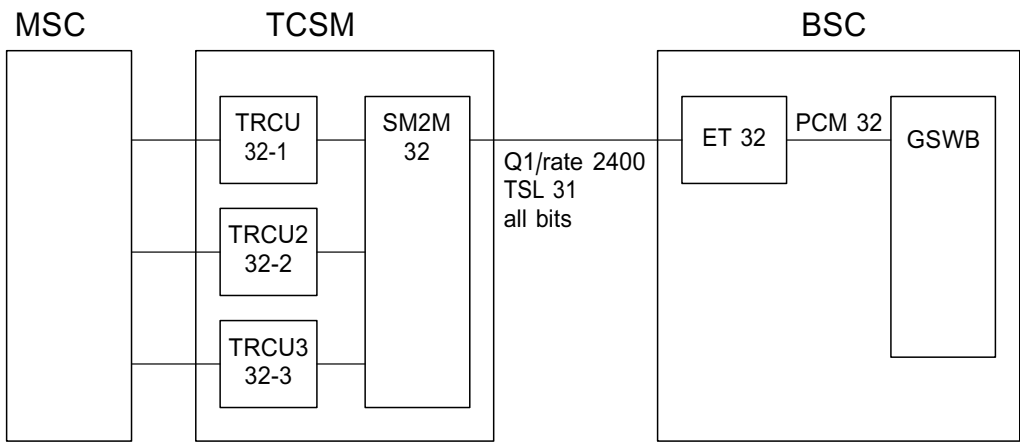 MSC
TCSM
BSC
TRCU
32-1
SM2M
32
ET 32
PCM 32
GSWB
Q1/rate 2400
TSL 31
all bits
TRCU2
32-2
TRCU3
32-3